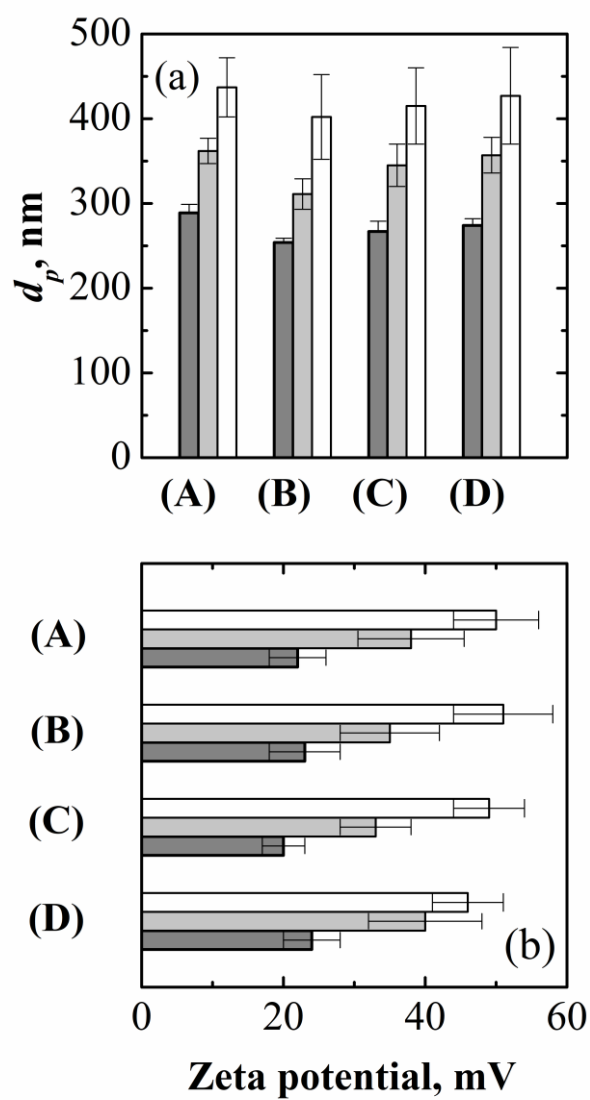 500
(a)
400
300
200
100
0
d_p, nm
(A) (B) (C) (D)
(A)
(B)
(C)
(D)
(b)
0 20 40 60
Zeta potential, mV